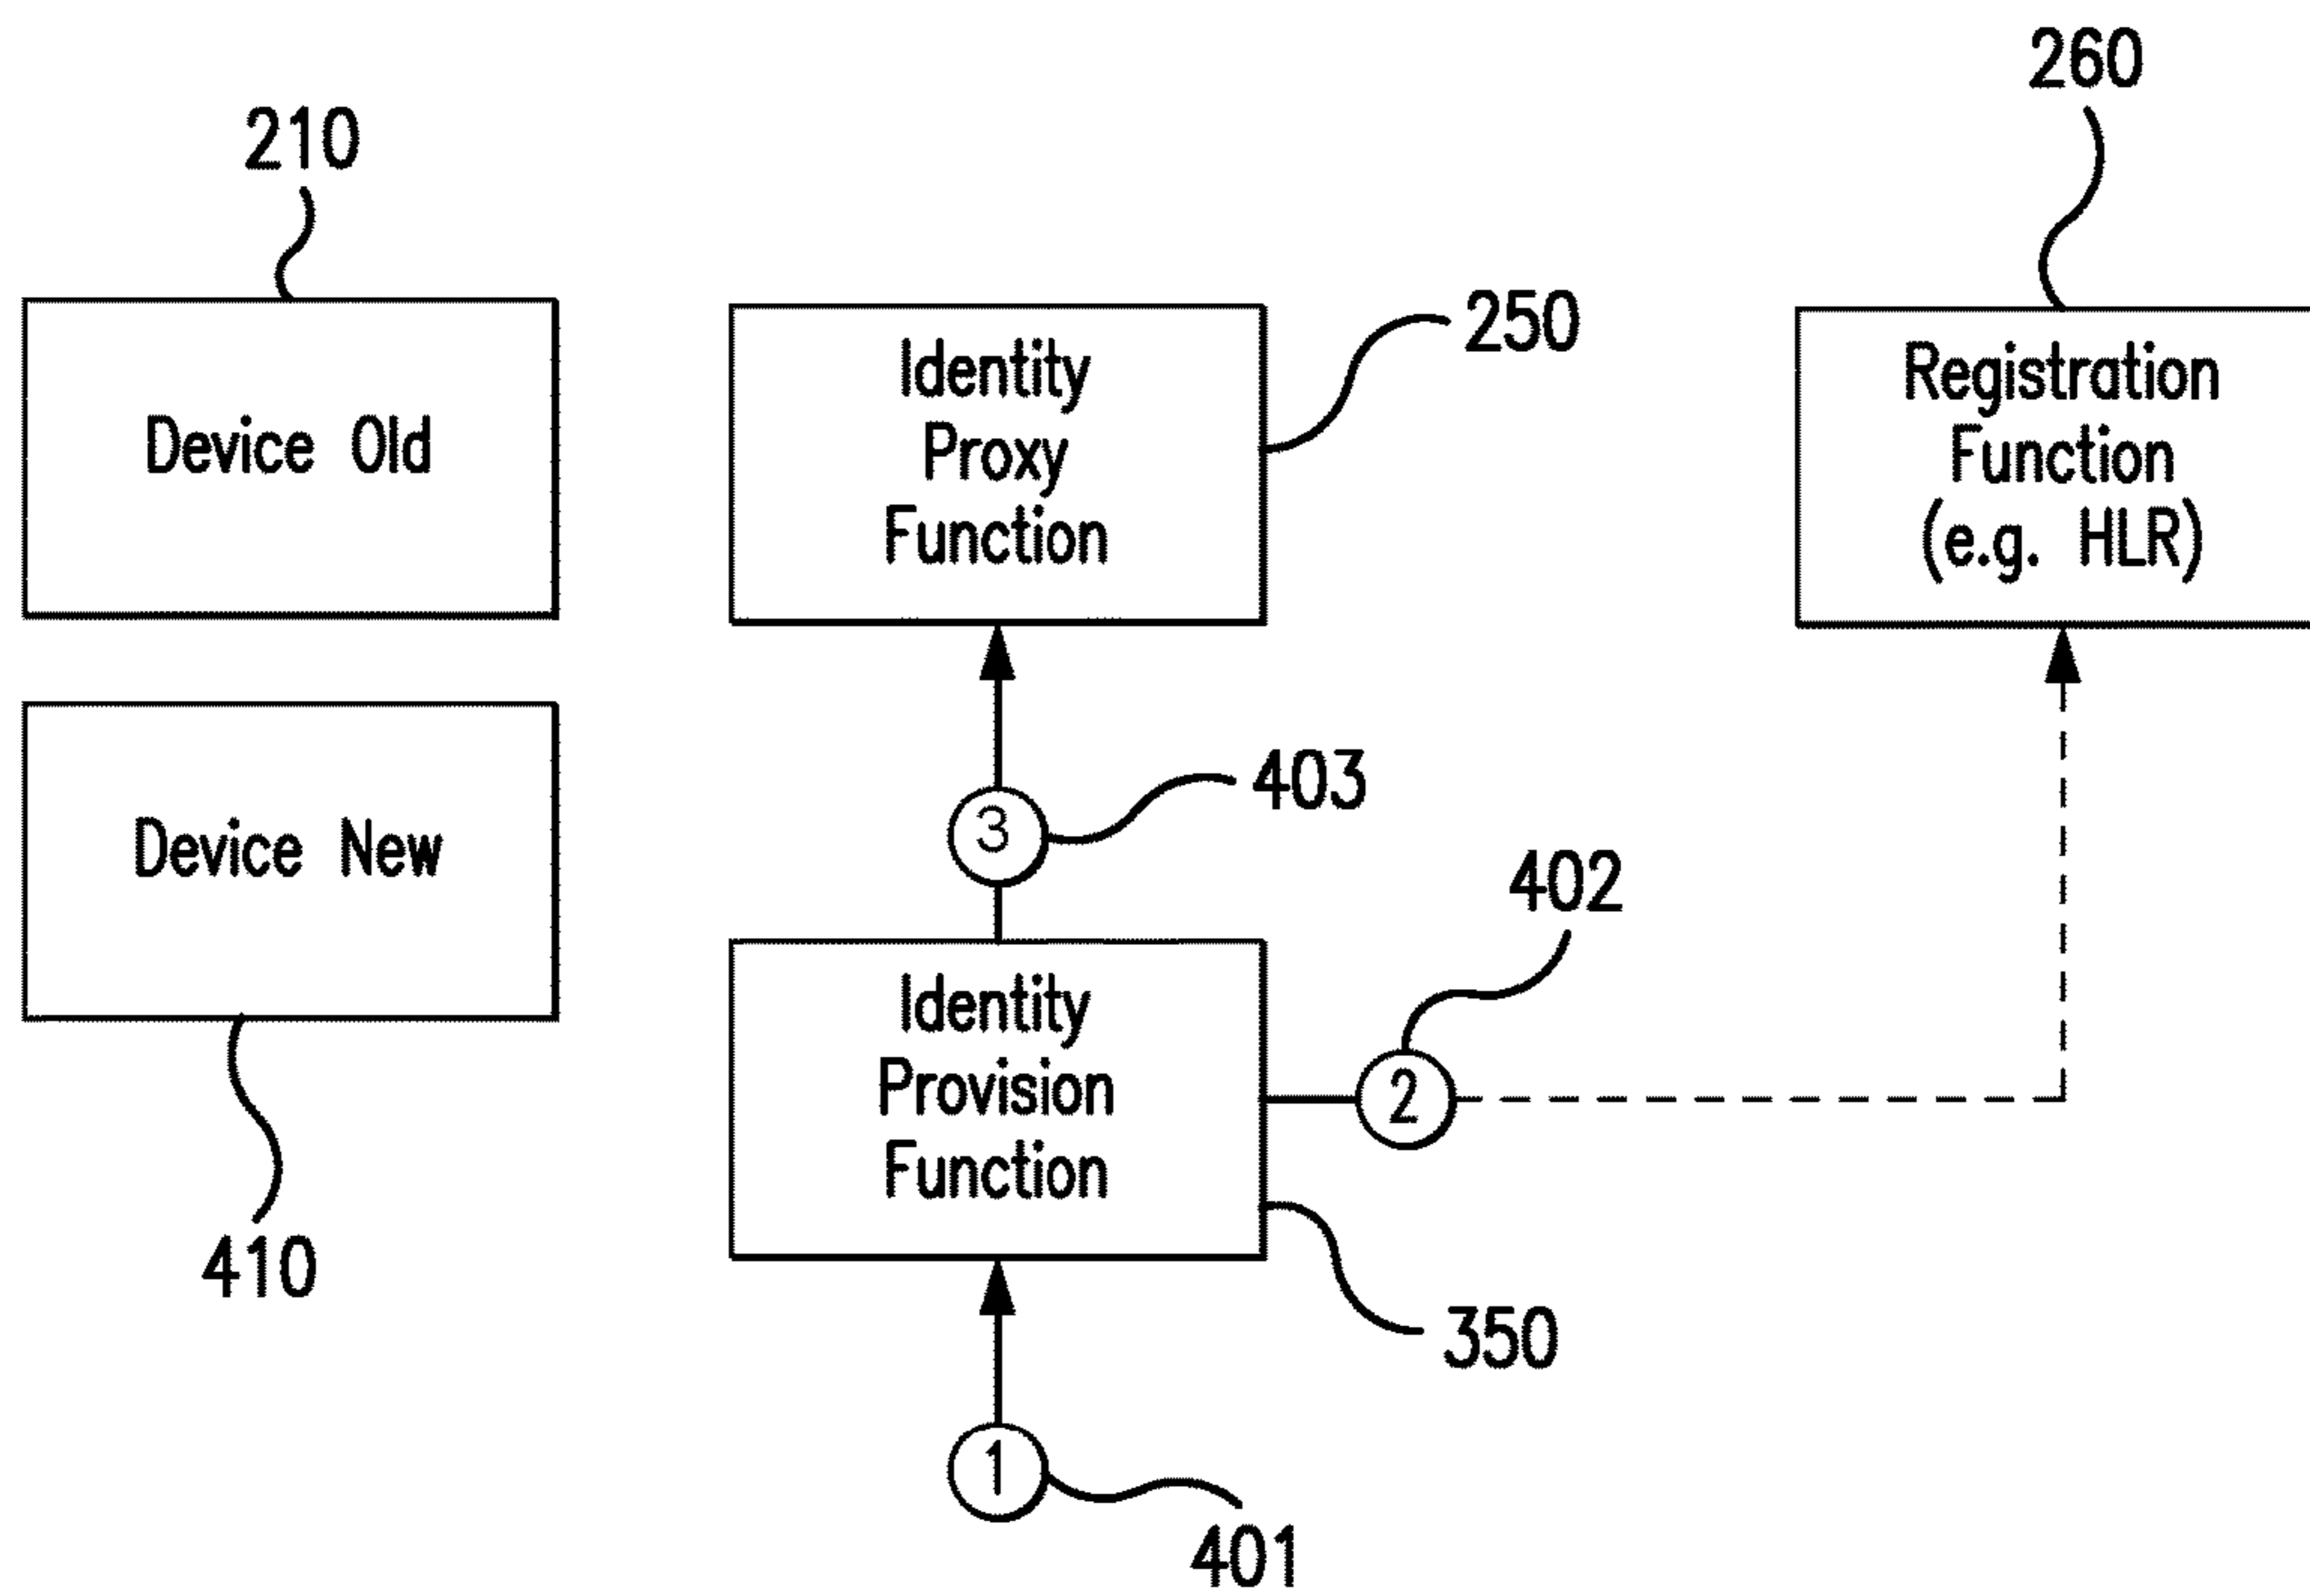 260
210
250
Device Old
Identity
Proxy
Function
Registration
Function
(e.g. HLR)
403
3
Device New
402
Identity
Provision
Function
2
410
350
1
401